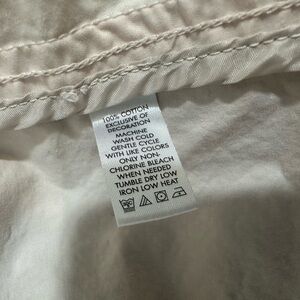 100% COTTON
EXCLUSIVE OF
DECORATION
MACHINE
WASH COLD
GENTLE CYCLE
WITH LIKE COLORS
ONLY NON-
CHLORINE BLEACH
WHEN NEEDED
TUMBLE DRY LOW
IRON LOW HEAT